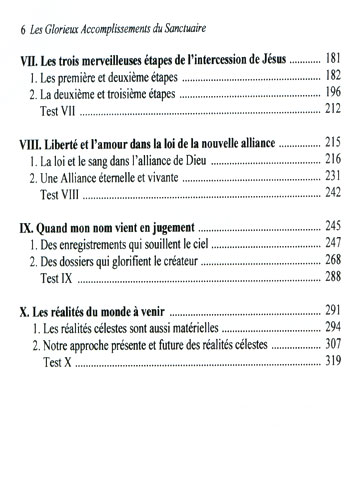 6 Les Glorieux Accomplissements du Sanctuaire
VII. Les trois merveilleuses étapes de l'intercession de Jésus ............ 181
1. Les première et deuxième étapes ............ 182
2. La deuxième et troisième étapes ............ 196
Test VII ............ 212
VIII. Liberté et l'amour dans la loi de la nouvelle alliance ............ 215
1. La loi et le sang dans l'alliance de Dieu ............ 216
2. Une Alliance éternelle et vivante ............ 231
Test VIII ............ 242
IX. Quand mon nom vient en jugement ............ 245
1. Des enregistrements qui souillent le ciel ............ 247
2. Des dossiers qui glorifient le créateur ............ 268
Test IX ............ 288
X. Les réalités du monde à venir ............ 291
1. Les réalités célestes sont aussi matérielles ............ 294
2. Notre approche présente et future des réalités célestes ............ 307
Test X ............ 319